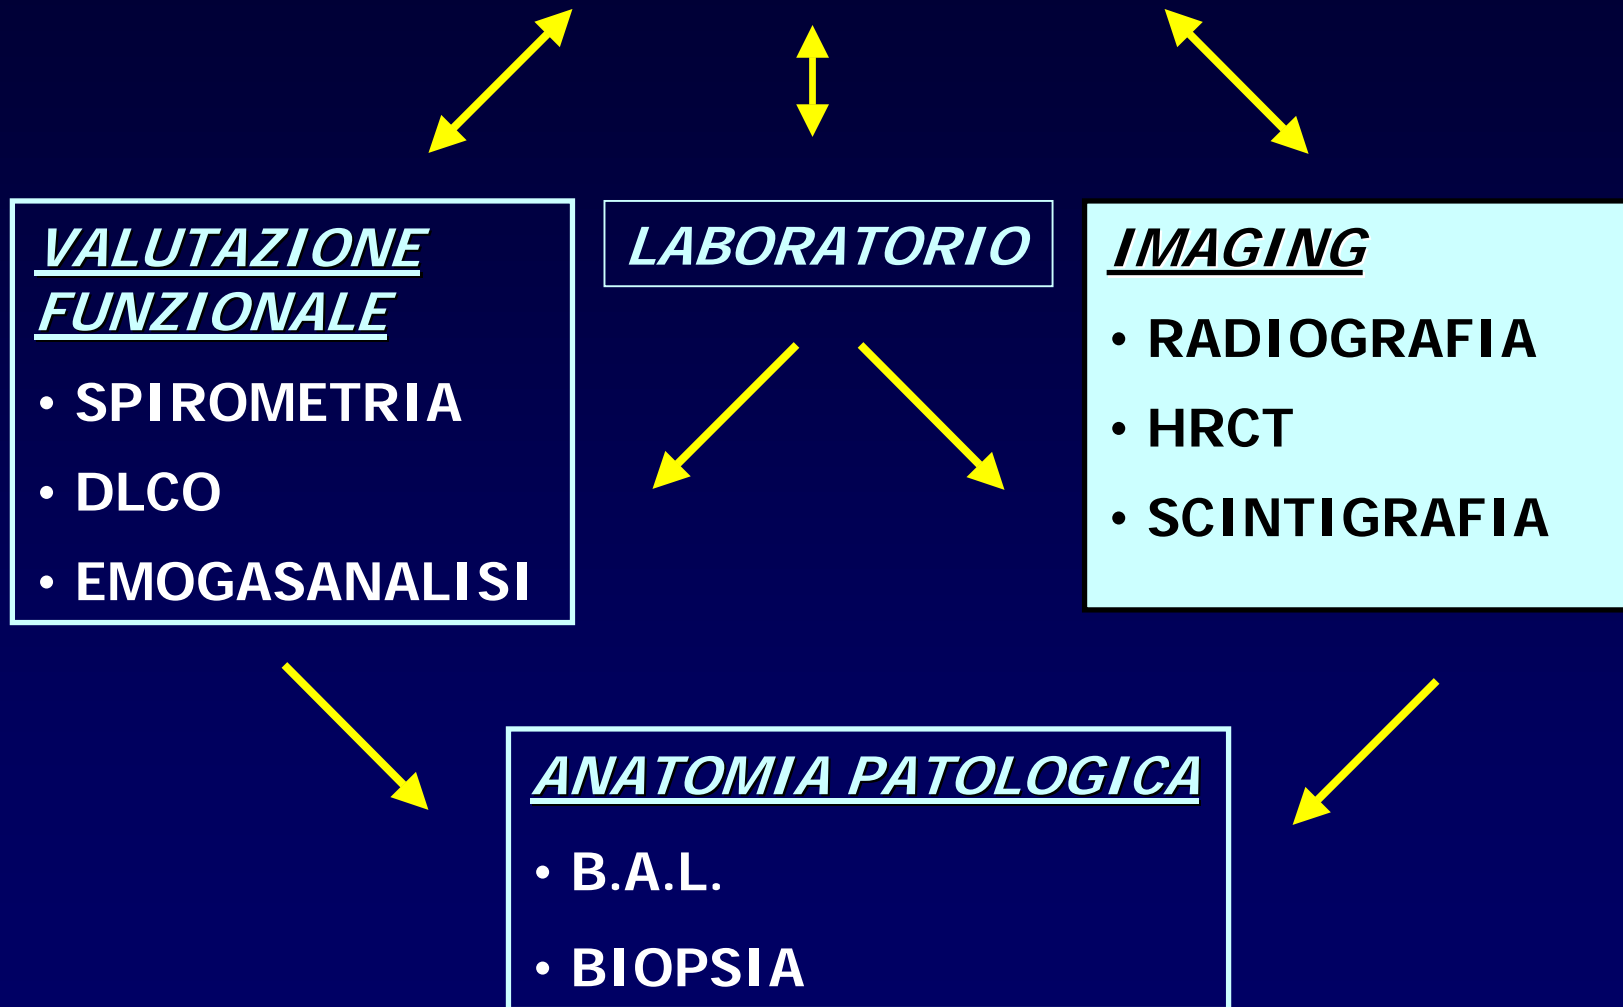 VALUTAZIONE
FUNZIONALE
• SPIROMETRIA
• DLCO
• EMOGASANALISI
LABORATORIO
IMAGING
• RADIOGRAFIA
• HRCT
• SCINTIGRAFIA
ANATOMIA PATOLOGICA
• B.A.L.
• BIOPSIA